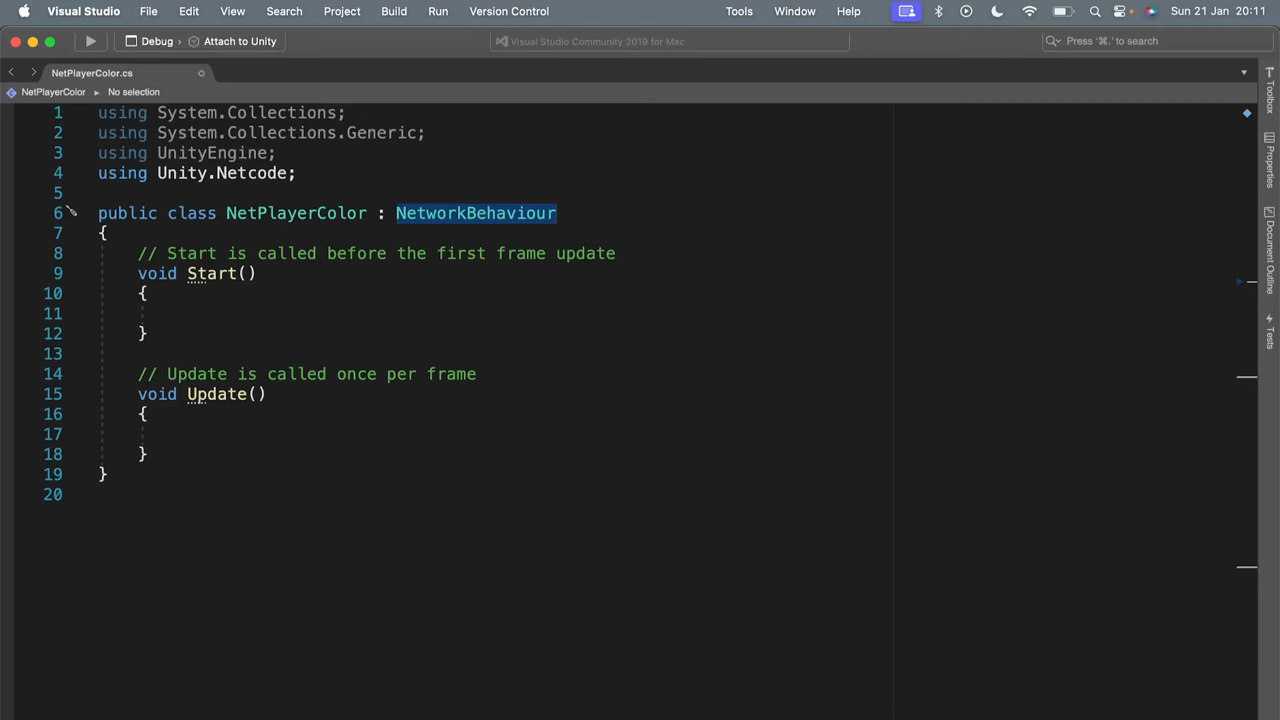 Visual Studio File Edit View Search Project Build Run Version Control Tools Window Help Sun 21 Jan 20:11
Debug › Attach to Unity Visual Studio Community 2019 for Mac Press '⌘.' to search
NetPlayerColor.cs
NetPlayerColor ▸ No selection
1 using System.Collections;
2 using System.Collections.Generic;
3 using UnityEngine;
4 using Unity.Netcode;
5
6 public class NetPlayerColor : NetworkBehaviour
7 {
8 // Start is called before the first frame update
9 void Start()
10 {
11
12 }
13
14 // Update is called once per frame
15 void Update()
16 {
17
18 }
19 }
20
Toolbox
Properties
Document Outline
Tests